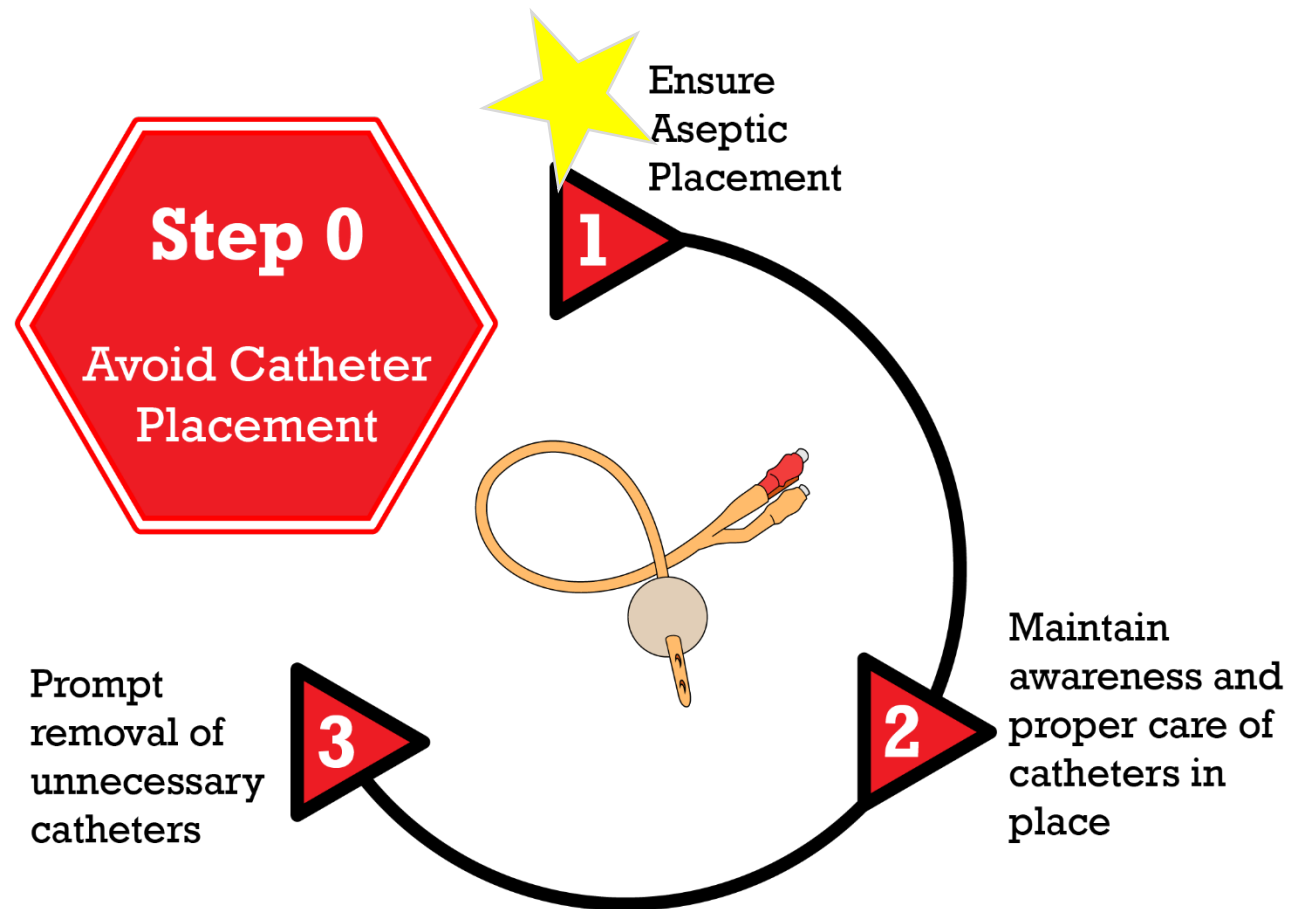 Step 0
Avoid Catheter
Placement
Ensure
Aseptic
Placement
1
Maintain
awareness and
proper care of
catheters in
place
2
Prompt
removal of
unnecessary
catheters
3